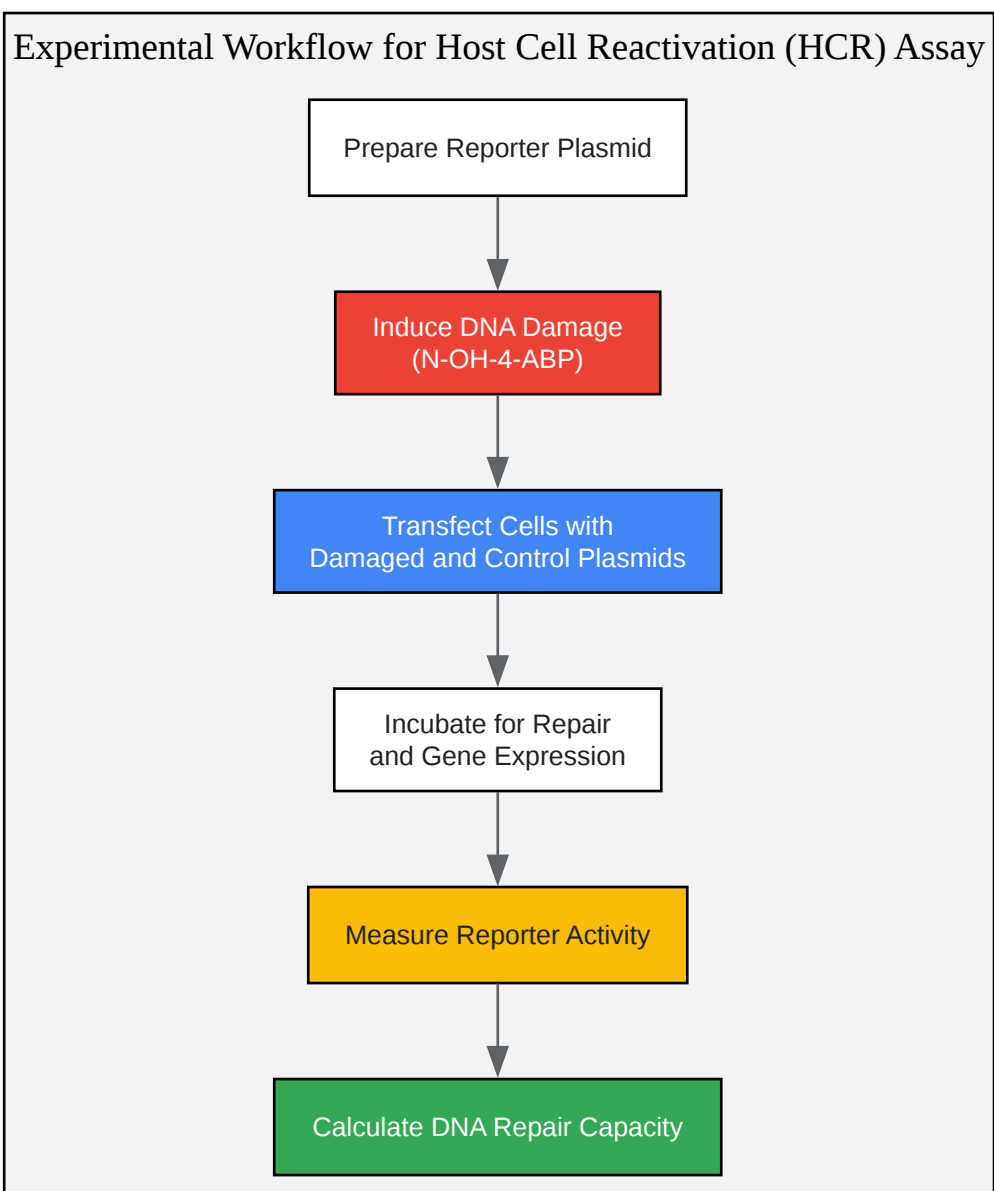 Experimental Workflow for Host Cell Reactivation (HCR) Assay
Prepare Reporter Plasmid
Induce DNA Damage
(N-OH-4-ABP)
Transfect Cells with
Damaged and Control Plasmids
Incubate for Repair
and Gene Expression
Measure Reporter Activity
Calculate DNA Repair Capacity